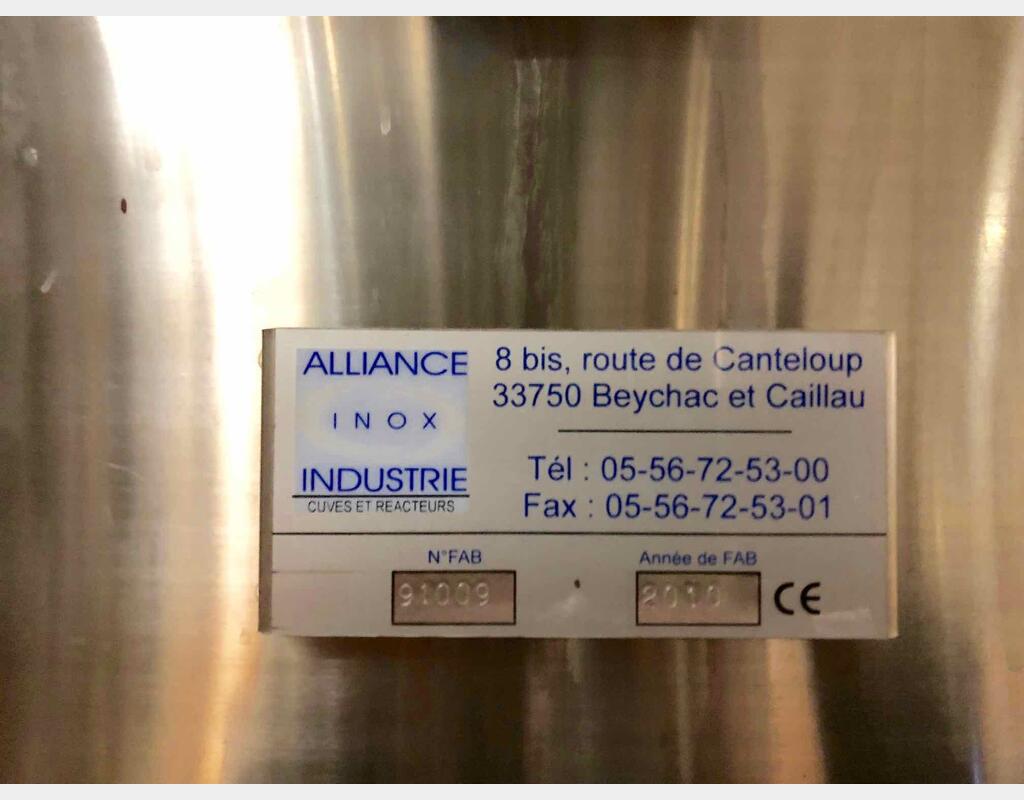 ALLIANCE
INOX
INDUSTRIE
CUVES ET REACTEURS
8 bis, route de Canteloup
33750 Beychac et Caillau
Tél : 05-56-72-53-00
Fax : 05-56-72-53-01
N°FAB
91009
Année de FAB
2010
CE